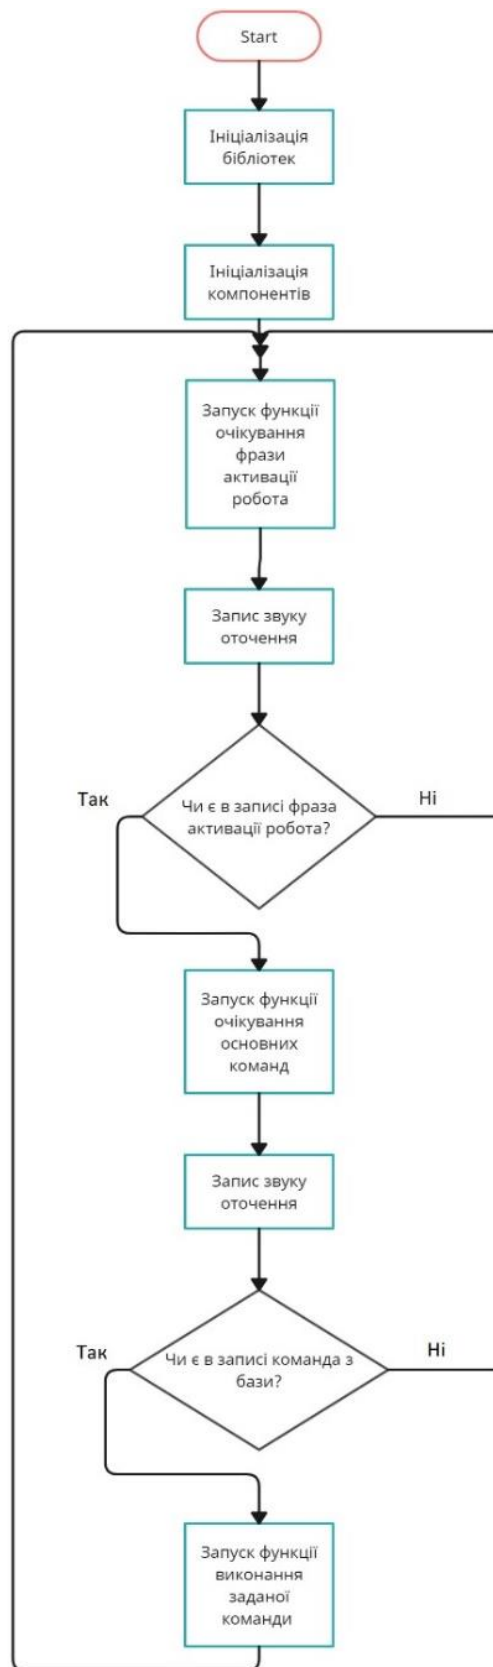 Start
Ініціалізація
бібліотек
Ініціалізація
компонентів
Запуск функції
очікування
фрази
активації
робота
Запис звуку
оточення
Так
Чи є в записі фраза
активації робота?
Ні
Запуск функції
очікування
основних
команд
Запис звуку
оточення
Так
Чи є в записі команда з
бази?
Ні
Запуск функції
виконання
заданої
команди